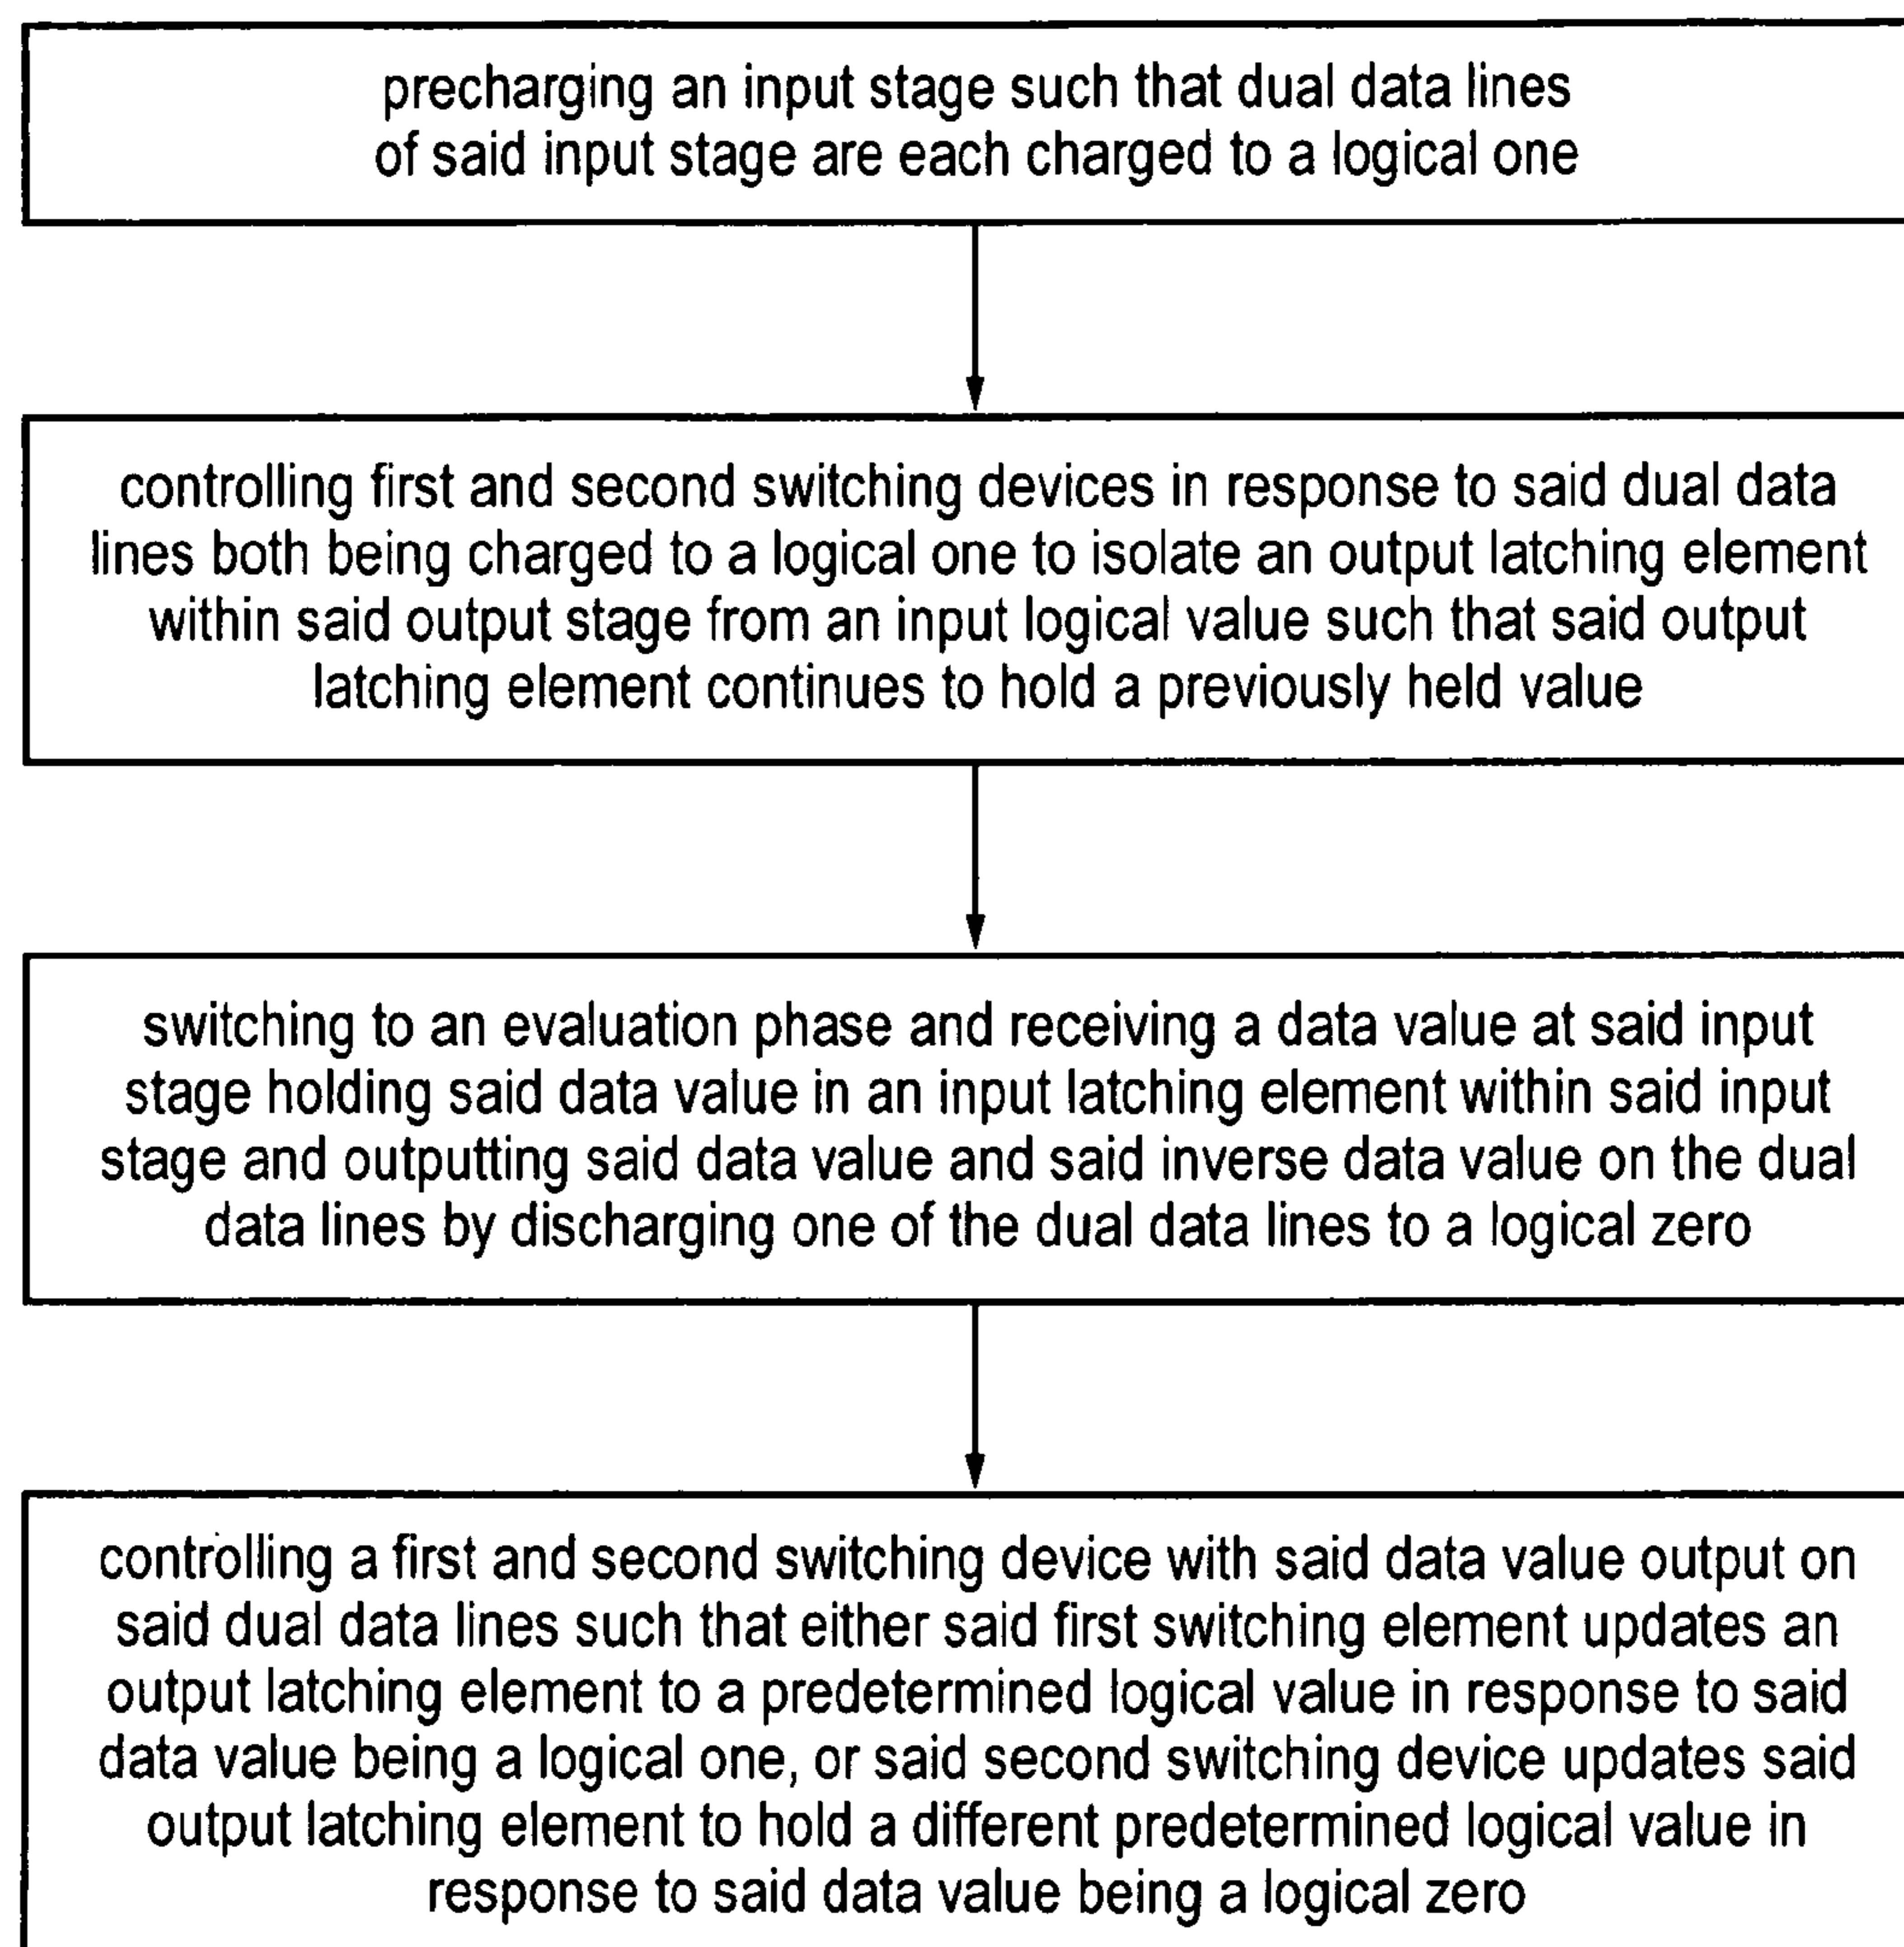 precharging an input stage such that dual data lines
of said input stage are each charged to a logical one
controlling first and second switching devices in response to said dual data
lines both being charged to a logical one to isolate an output latching element
within said output stage from an input logical value such that said output
latching element continues to hold a previously held value
switching to an evaluation phase and receiving a data value at said input
stage holding said data value in an input latching element within said input
stage and outputting said data value and said inverse data value on the dual
data lines by discharging one of the dual data lines to a logical zero
controlling a first and second switching device with said data value output on
said dual data lines such that either said first switching element updates an
output latching element to a predetermined logical value in response to said
data value being a logical one, or said second switching device updates said
output latching element to hold a different predetermined logical value in
response to said data value being a logical zero